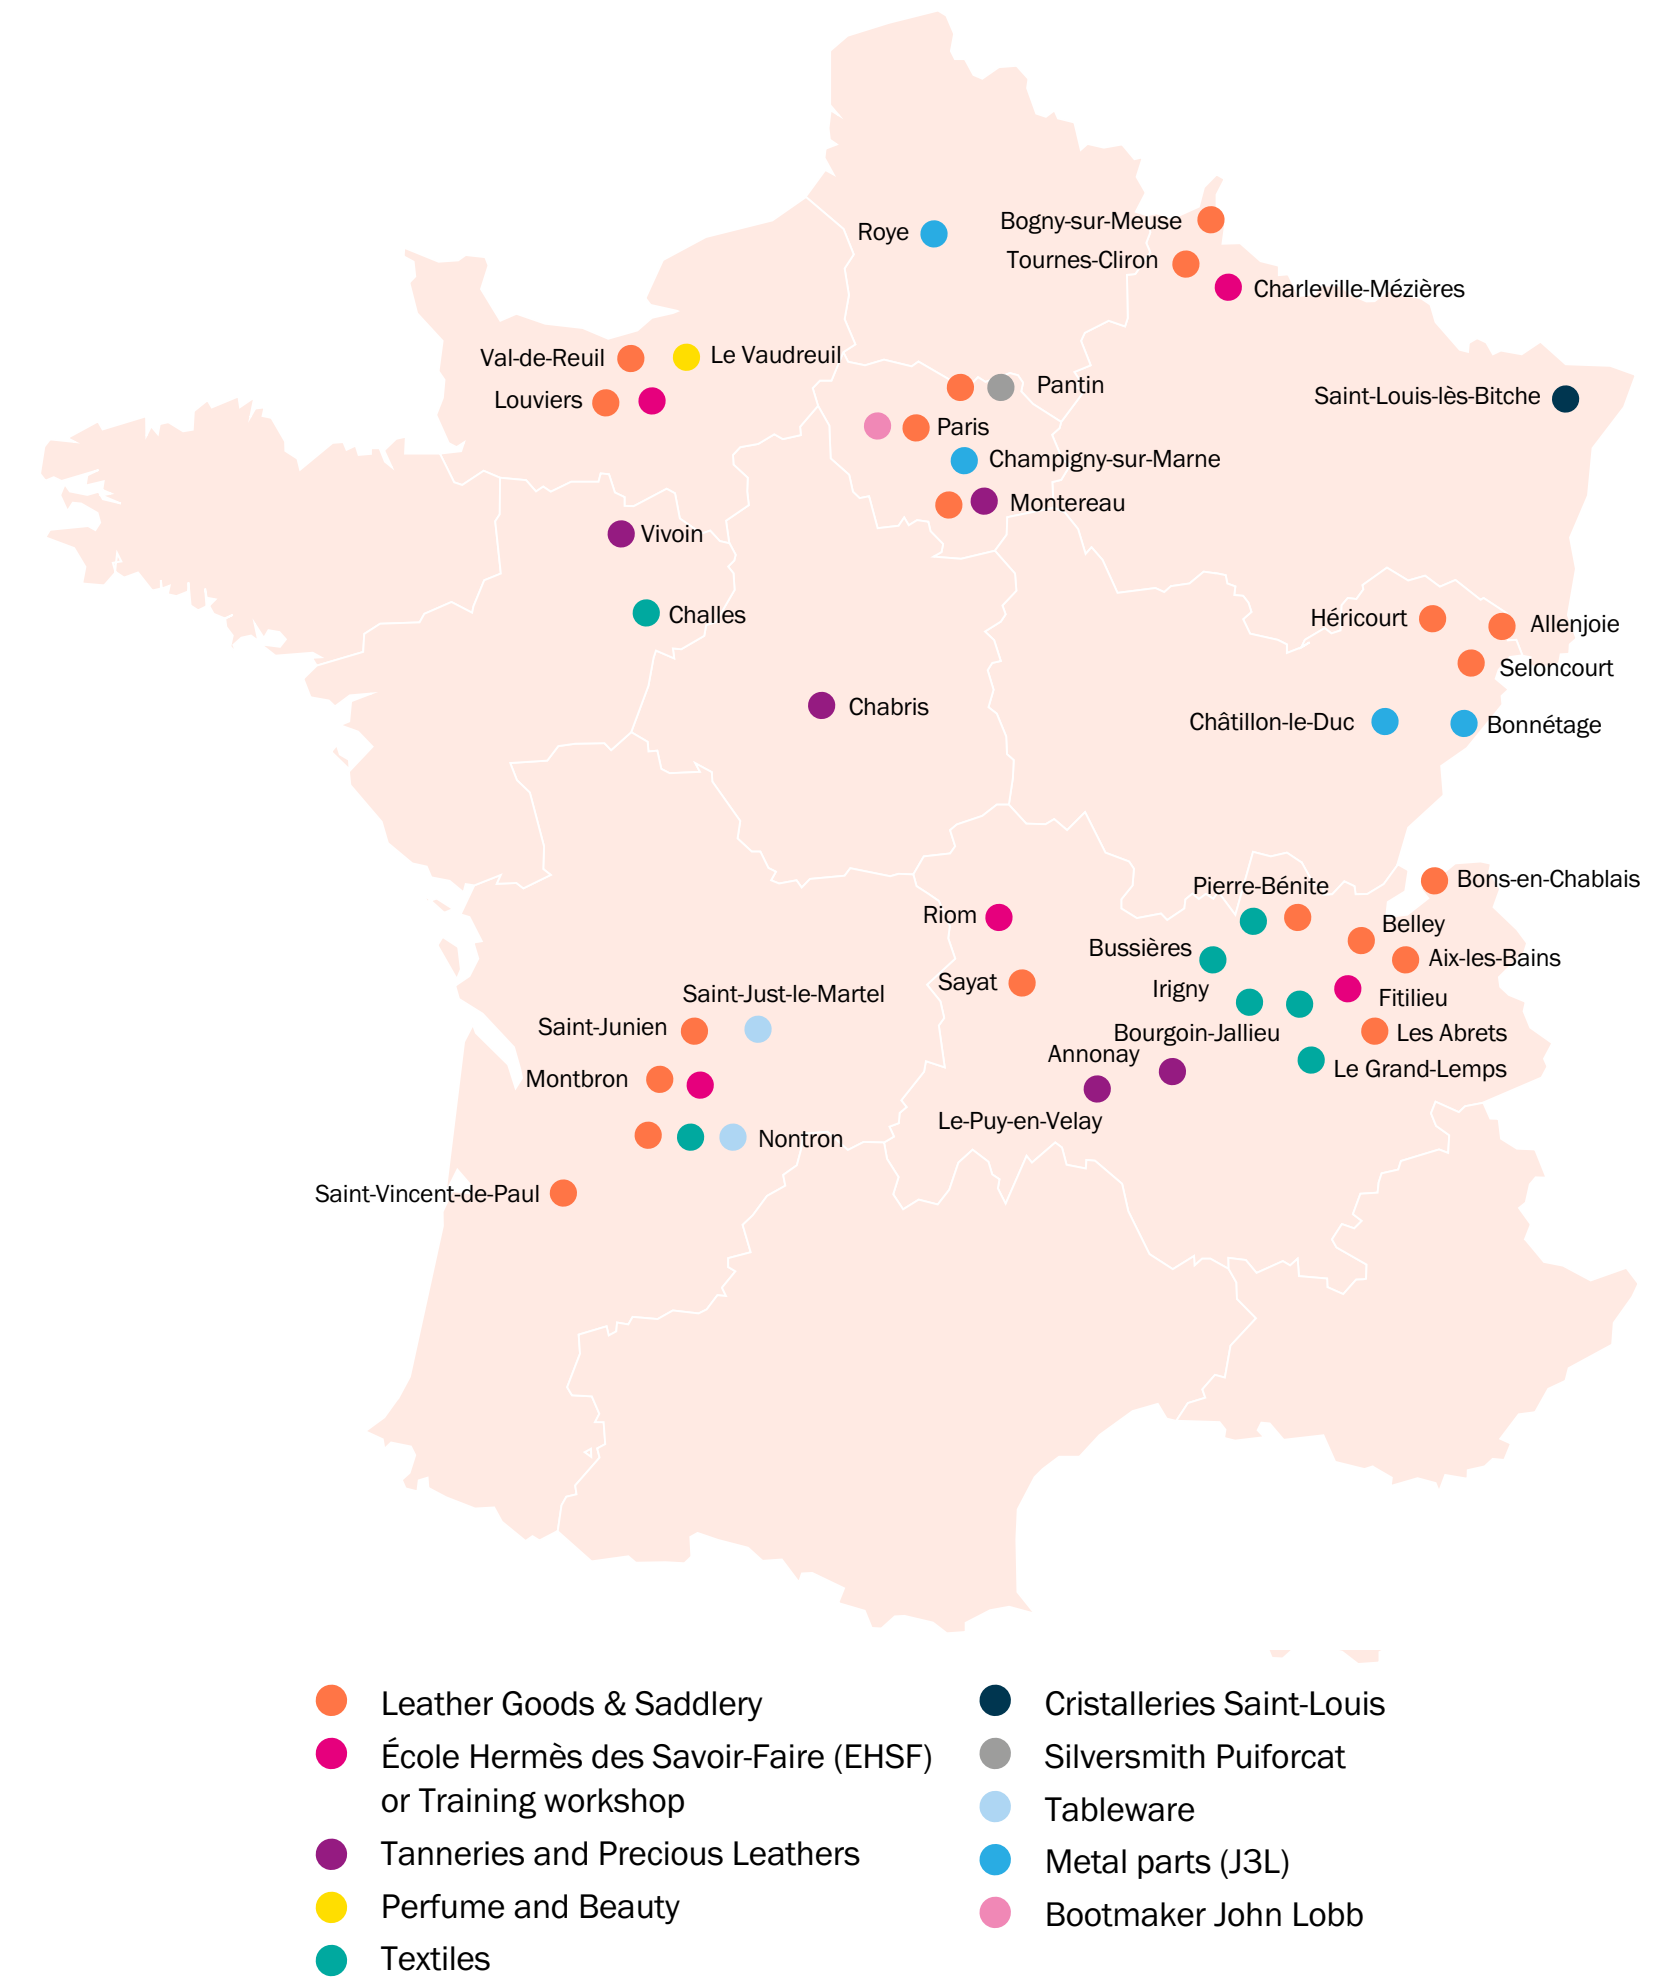 Roye
Bogny-sur-Meuse
Tournes-Cliron
Charleville-Mézières
Val-de-Reuil
Le Vaudreuil
Louviers
Pantin
Saint-Louis-lès-Bitche
Paris
Champigny-sur-Marne
Montereau
Vivoin
Challes
Héricourt
Allenjoie
Seloncourt
Chabris
Châtillon-le-Duc
Bonnétage
Pierre-Bénite
Bons-en-Chablais
Riom
Belley
Bussières
Aix-les-Bains
Sayat
Irigny
Fitilieu
Saint-Just-le-Martel
Saint-Junien
Bourgoin-Jallieu
Les Abrets
Annonay
Le Grand-Lemps
Montbron
Le-Puy-en-Velay
Nontron
Saint-Vincent-de-Paul
Leather Goods & Saddlery
École Hermès des Savoir-Faire (EHSF)
or Training workshop
Tanneries and Precious Leathers
Perfume and Beauty
Textiles
Cristalleries Saint-Louis
Silversmith Puiforcat
Tableware
Metal parts (J3L)
Bootmaker John Lobb